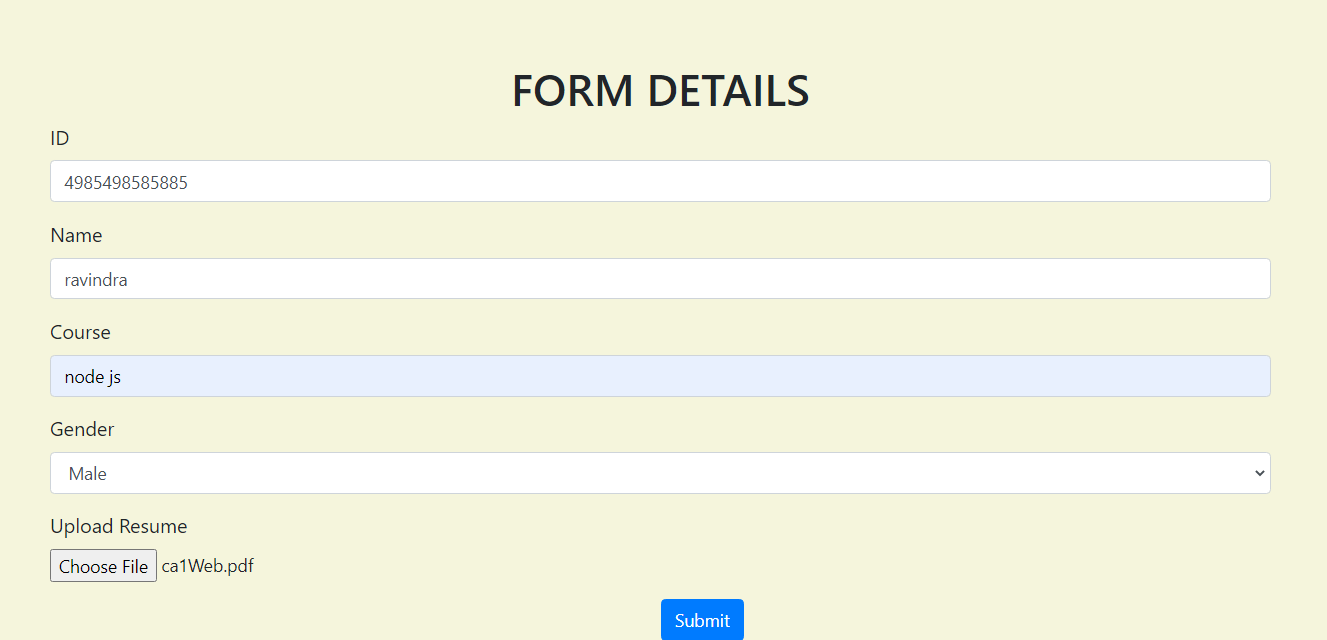 FORM DETAILS
ID
4985498585885
Name
ravindra
Course
node js
Gender
Male
Upload Resume
Choose File ca1Web.pdf
Submit